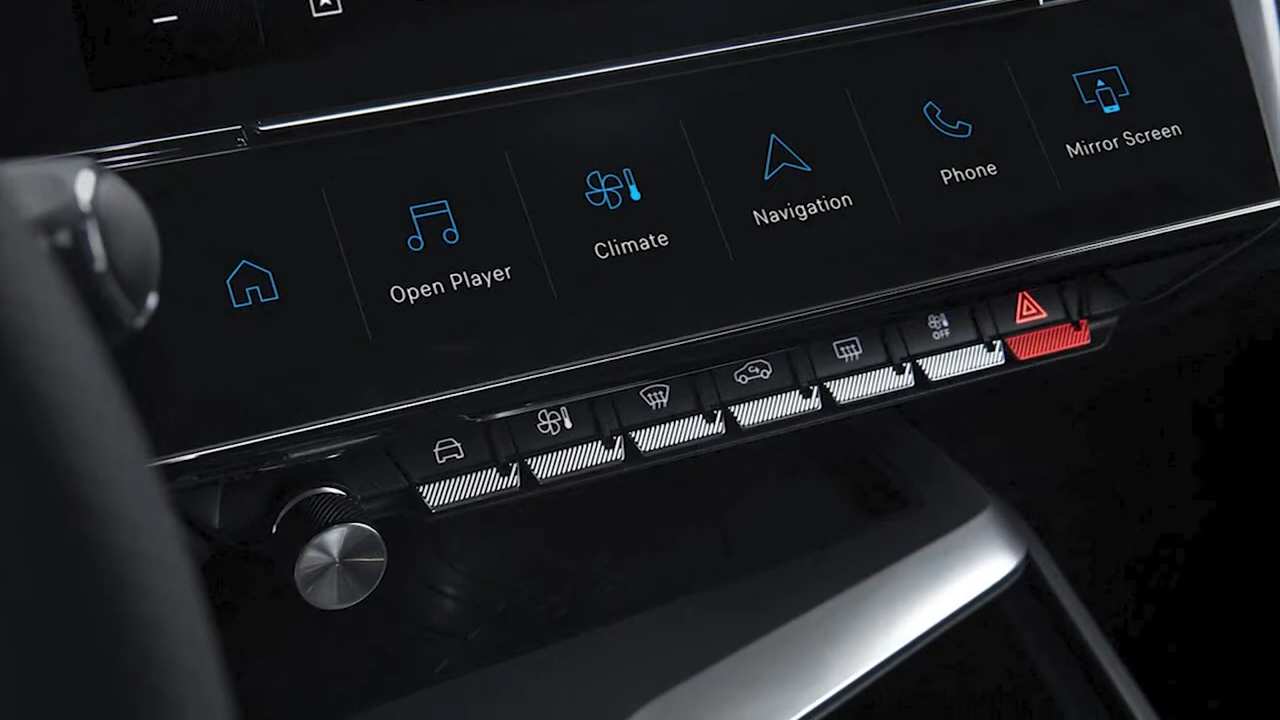 Open Player
Climate
Navigation
Phone
Mirror Screen
OFF